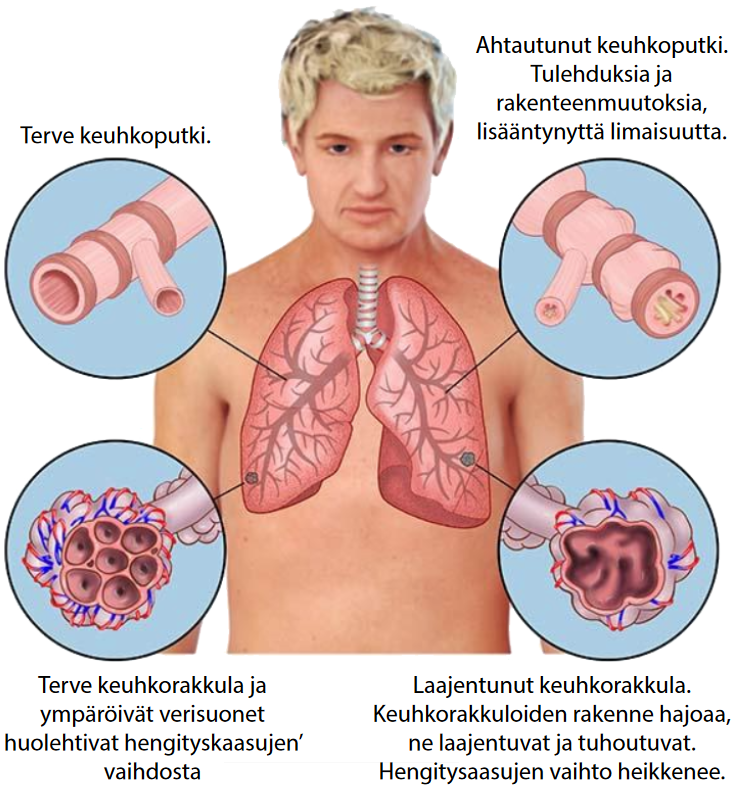 Terve keuhkoputki.
Ahtautunut keuhkoputki.
Tulehduksia ja
rakenteenmuutoksia,
lisääntynyttä limaisuutta.
Terve keuhkorakkula ja
ympäröivät verisuonet
huolehtivat hengityskaasujen’
vaihdosta
Laajentunut keuhkorakkula.
Keuhkorakkuloiden rakenne hajoaa,
ne laajentuvat ja tuhoutuvat.
Hengitysaasujen vaihto heikkenee.